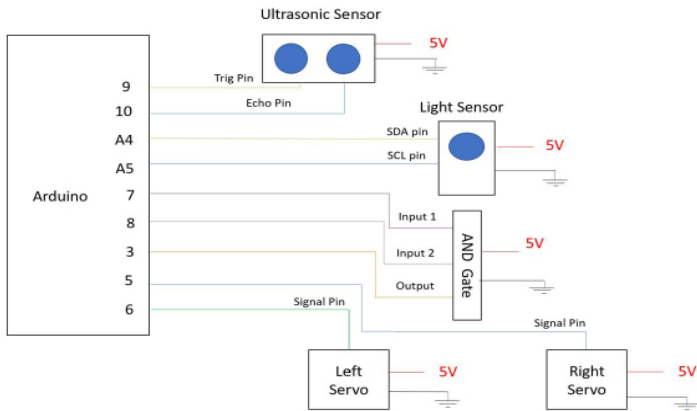 Ultrasonic Sensor
5V
Trig Pin
9
Echo Pin
10
Light Sensor
SDA pin
A4
5V
SCL pin
A5
Arduino
7
Input 1
8
AND Gate
5V
Input 2
3
Output
5
Signal Pin
6
Signal Pin
Left
Servo
5V
Right
Servo
5V